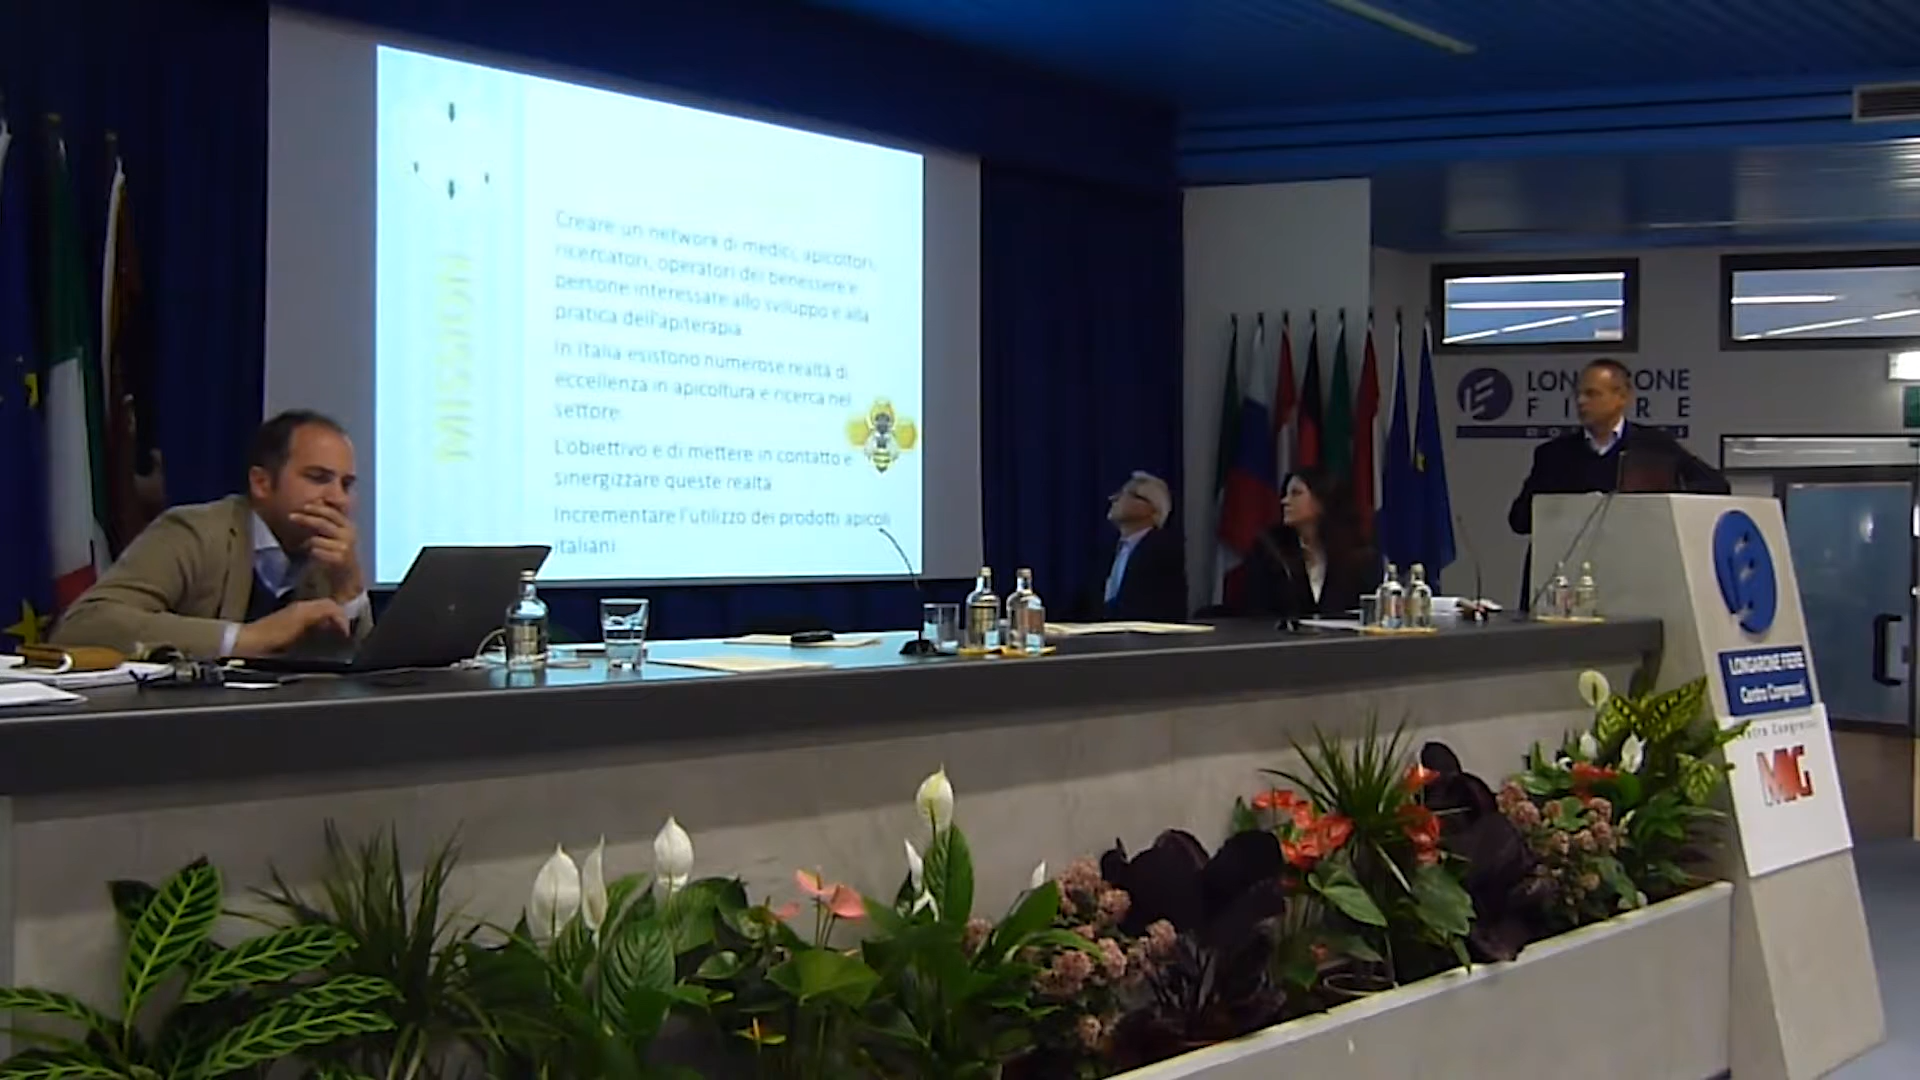 MISSION
Creare un network di medici, apicoltori,
ricercatori, operatori del benessere e
persone interessate allo sviluppo e alla
pratica dell'apiterapia
In Italia esistono numerose realtà di
eccellenza in apicoltura e ricerca nel
settore
L'obiettivo e di mettere in contatto e
sinergizzare queste realtà
Incrementare l'utilizzo dei prodotti apicoli
italiani
LONGARONE
FIERE
LONGARONE FIERE
Centro Congressi
Centro Congressi
MIG